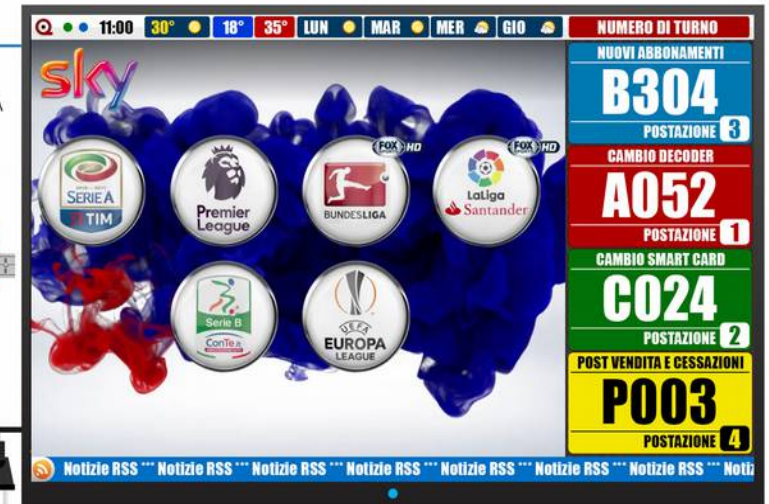 11:00 30° 18° 35° LUN MAR MER GIO NUMERO DI TURNO
sky
NUOVI ABBONAMENTI
B304
POSTAZIONE 3
CAMBIO DECODER
A052
POSTAZIONE 1
CAMBIO SMART CARD
C024
POSTAZIONE 2
POST VENDITA E CESSAZIONI
P003
POSTAZIONE 4
SERIE A
TIM
Premier
League
FOX SPORTS HD
BUNDESLIGA
FOX SPORTS HD
LaLiga
Santander
Serie B
ConTe.it
UEFA
EUROPA
LEAGUE
Notizie RSS *** Notizie RSS *** Notizie RSS *** Notizie RSS *** Notizie RSS *** Notizie RSS *** Notizie RSS *** Notiz